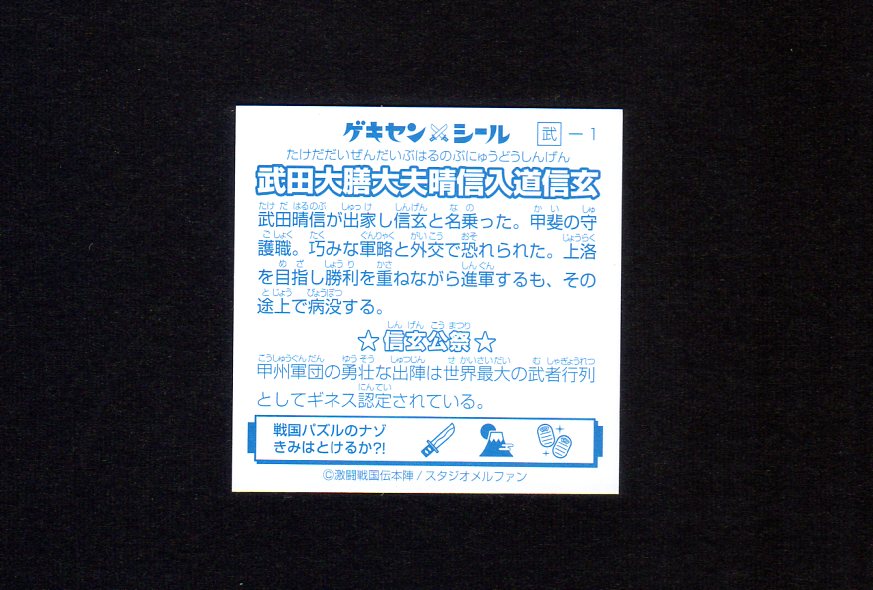 ゲキセン シール 武 － 1
たけだだいぜんだいぶはるのぶにゅうどうしんげん
武田大膳大夫晴信入道信玄
たけ だ はるのぶ しゅっ け しんげん な の か い しゅ
武田晴信が出家し信玄と名乗った。甲斐の守
ご しょく たく ぐんりゃく がいこう おそ じょうらく
護職。巧みな軍略と外交で恐れられた。上洛
め ざ しょう り かさ しんぐん
を目指し勝利を重ねながら進軍するも、その
と じょう びょうぼつ
途上で病没する。
しん げん こう まつり
☆信玄公祭☆
こうしゅうぐんだん ゆうそう しゅつじん せ かいさいだい む しゃぎょうれつ
甲州軍団の勇壮な出陣は世界最大の武者行列
にんてい
としてギネス認定されている。
戦国パズルのナゾ
きみはとけるか?!
©激闘戦国伝本陣/スタジオメルファン